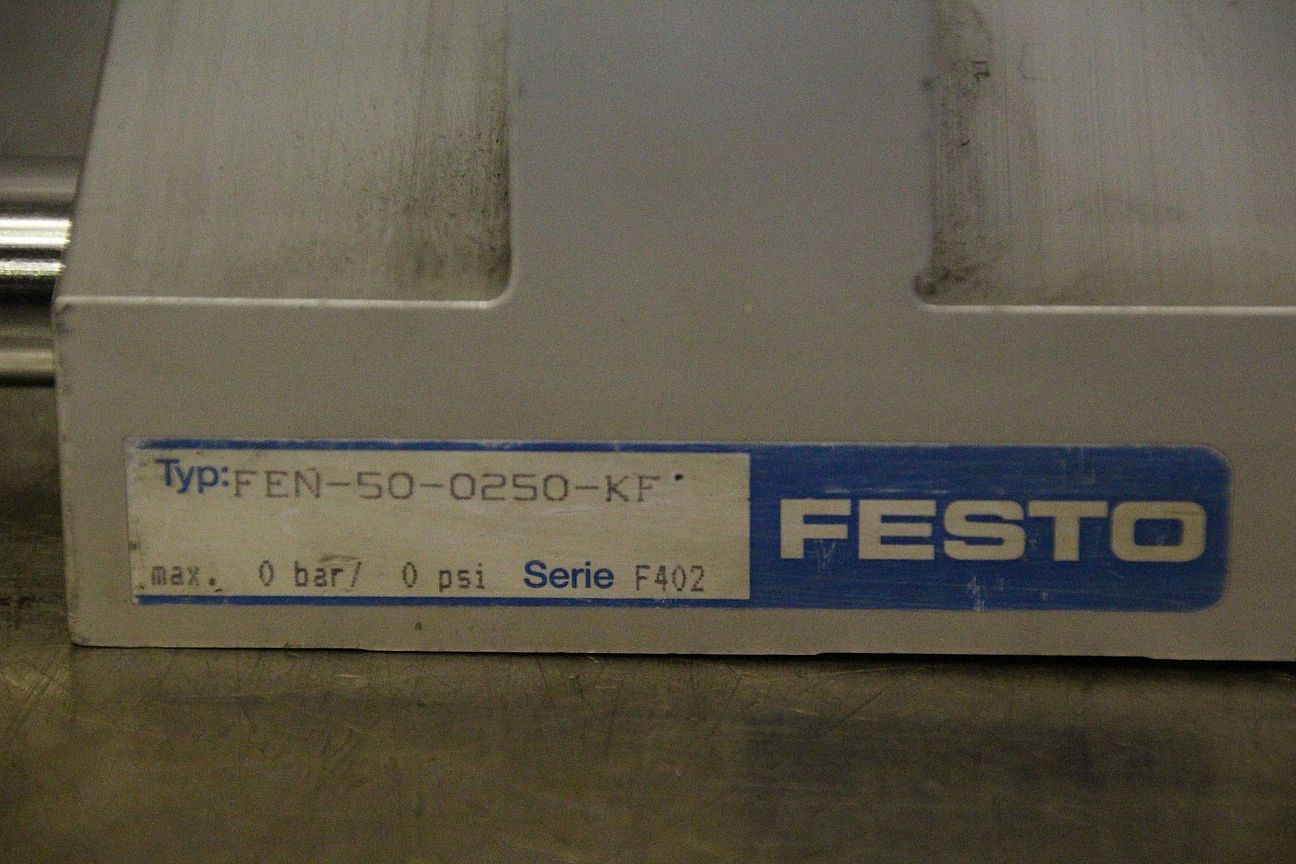 Typ: FEN-50-0250-KF
max. 0 bar/ 0 psi Serie F402
FESTO